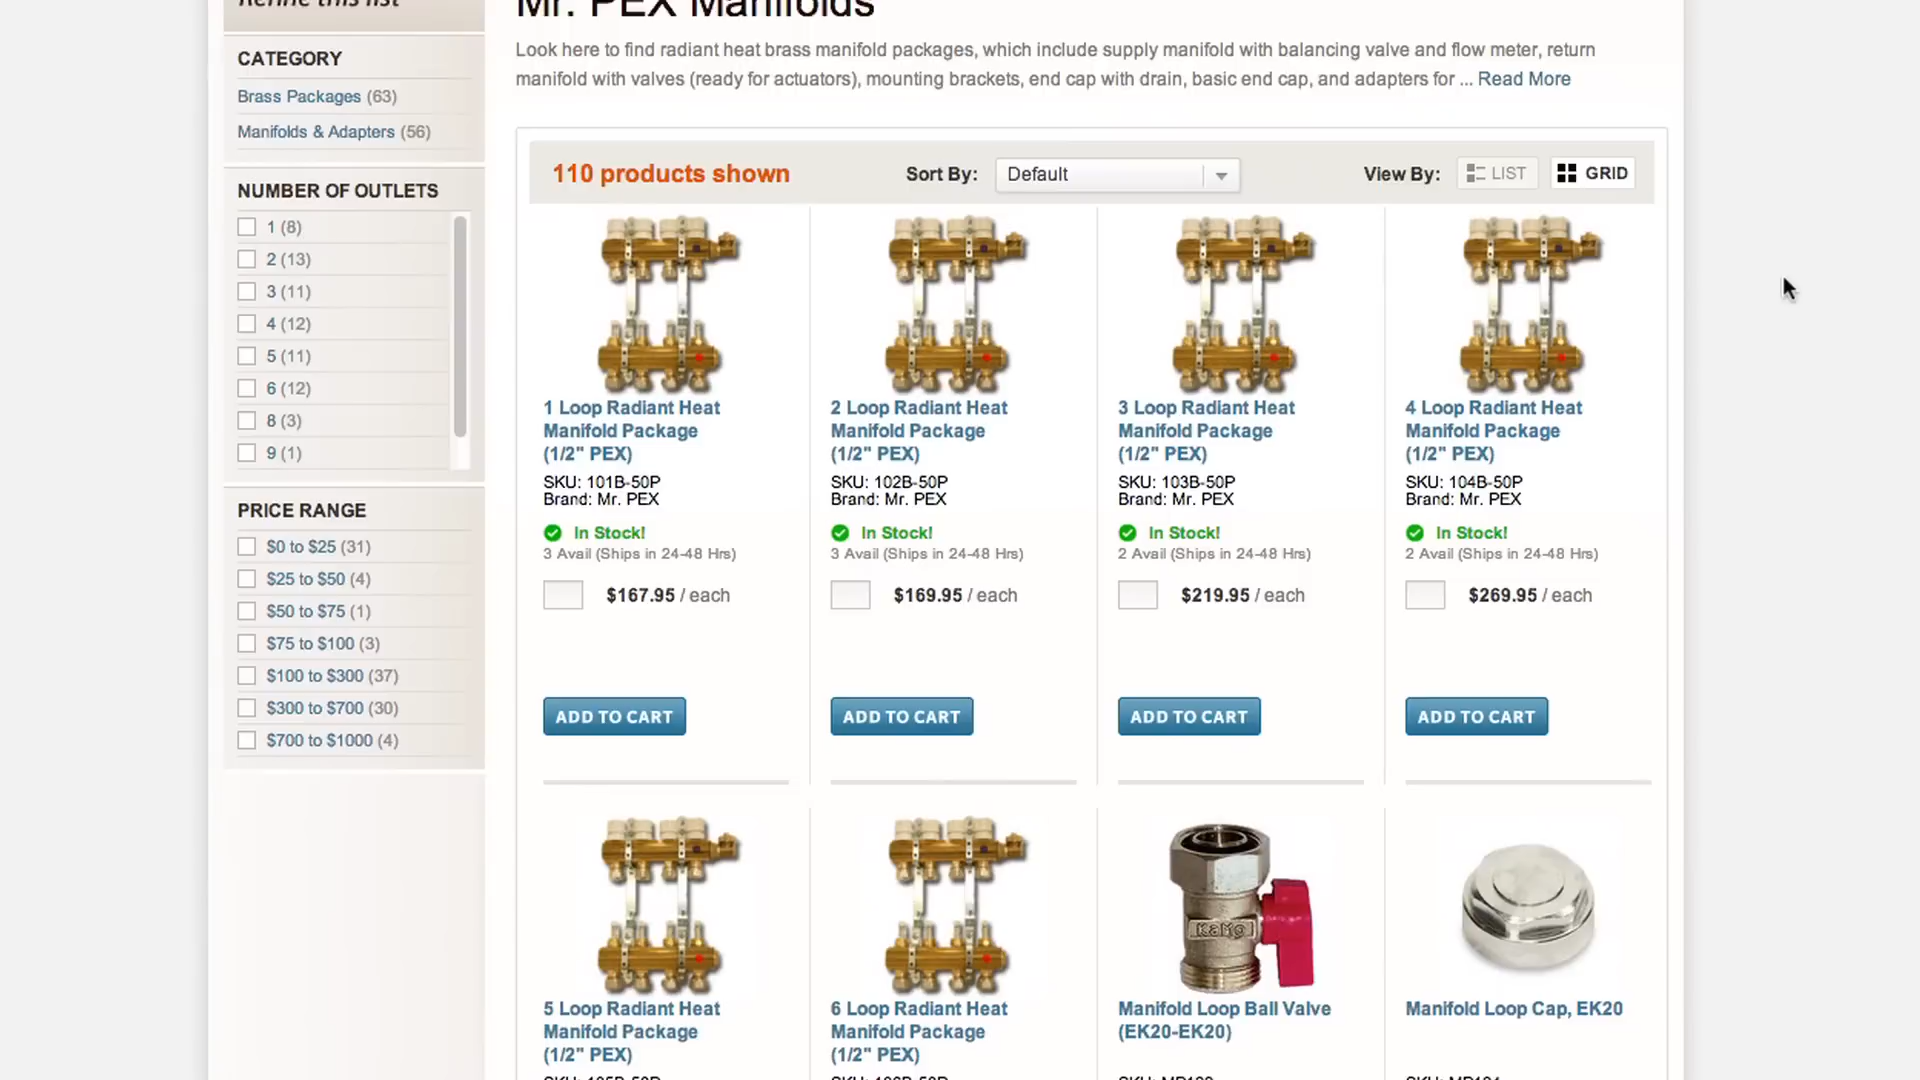 Refine this list
Mr. PEX Manifolds
Look here to find radiant heat brass manifold packages, which include supply manifold with balancing valve and flow meter, return
manifold with valves (ready for actuators), mounting brackets, end cap with drain, basic end cap, and adapters for ... Read More
CATEGORY
Brass Packages (63)
Manifolds & Adapters (56)
NUMBER OF OUTLETS
1 (8)
2 (13)
3 (11)
4 (12)
5 (11)
6 (12)
8 (3)
9 (1)
PRICE RANGE
$0 to $25 (31)
$25 to $50 (4)
$50 to $75 (1)
$75 to $100 (3)
$100 to $300 (37)
$300 to $700 (30)
$700 to $1000 (4)
110 products shown
Sort By: Default
View By: LIST GRID
1 Loop Radiant Heat
Manifold Package
(1/2" PEX)
SKU: 101B-50P
Brand: Mr. PEX
In Stock!
3 Avail (Ships in 24-48 Hrs)
$167.95 / each
ADD TO CART
2 Loop Radiant Heat
Manifold Package
(1/2" PEX)
SKU: 102B-50P
Brand: Mr. PEX
In Stock!
3 Avail (Ships in 24-48 Hrs)
$169.95 / each
ADD TO CART
3 Loop Radiant Heat
Manifold Package
(1/2" PEX)
SKU: 103B-50P
Brand: Mr. PEX
In Stock!
2 Avail (Ships in 24-48 Hrs)
$219.95 / each
ADD TO CART
4 Loop Radiant Heat
Manifold Package
(1/2" PEX)
SKU: 104B-50P
Brand: Mr. PEX
In Stock!
2 Avail (Ships in 24-48 Hrs)
$269.95 / each
ADD TO CART
5 Loop Radiant Heat
Manifold Package
(1/2" PEX)
SKU: 105B-50P
6 Loop Radiant Heat
Manifold Package
(1/2" PEX)
SKU: 106B-50P
KaMo
Manifold Loop Ball Valve
(EK20-EK20)
Manifold Loop Cap, EK20